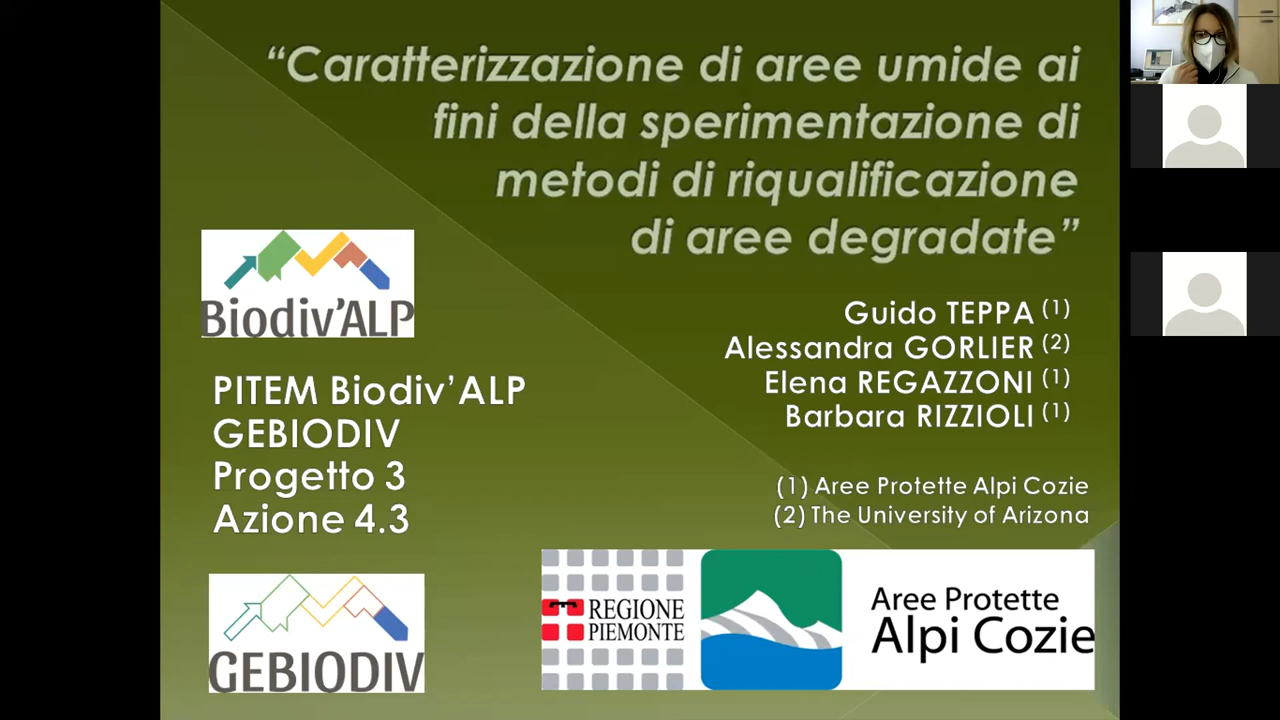 “Caratterizzazione di aree umide ai
fini della sperimentazione di
metodi di riqualificazione
di aree degradate”
Biodiv'ALP
PITEM Biodiv’ALP
GEBIODIV
Progetto 3
Azione 4.3
GEBIODIV
Guido TEPPA (1)
Alessandra GORLIER (2)
Elena REGAZZONI (1)
Barbara RIZZIOLI (1)
(1) Aree Protette Alpi Cozie
(2) The University of Arizona
REGIONE
PIEMONTE
Aree Protette
Alpi Cozie